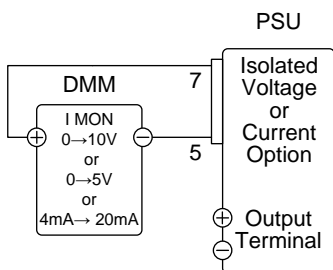 PSU
DMM
7
I MON
0→10V
or
0→5V
or
4mA→ 20mA
+
−
5
Isolated
Voltage
or
Current
Option
+
−
Output
Terminal